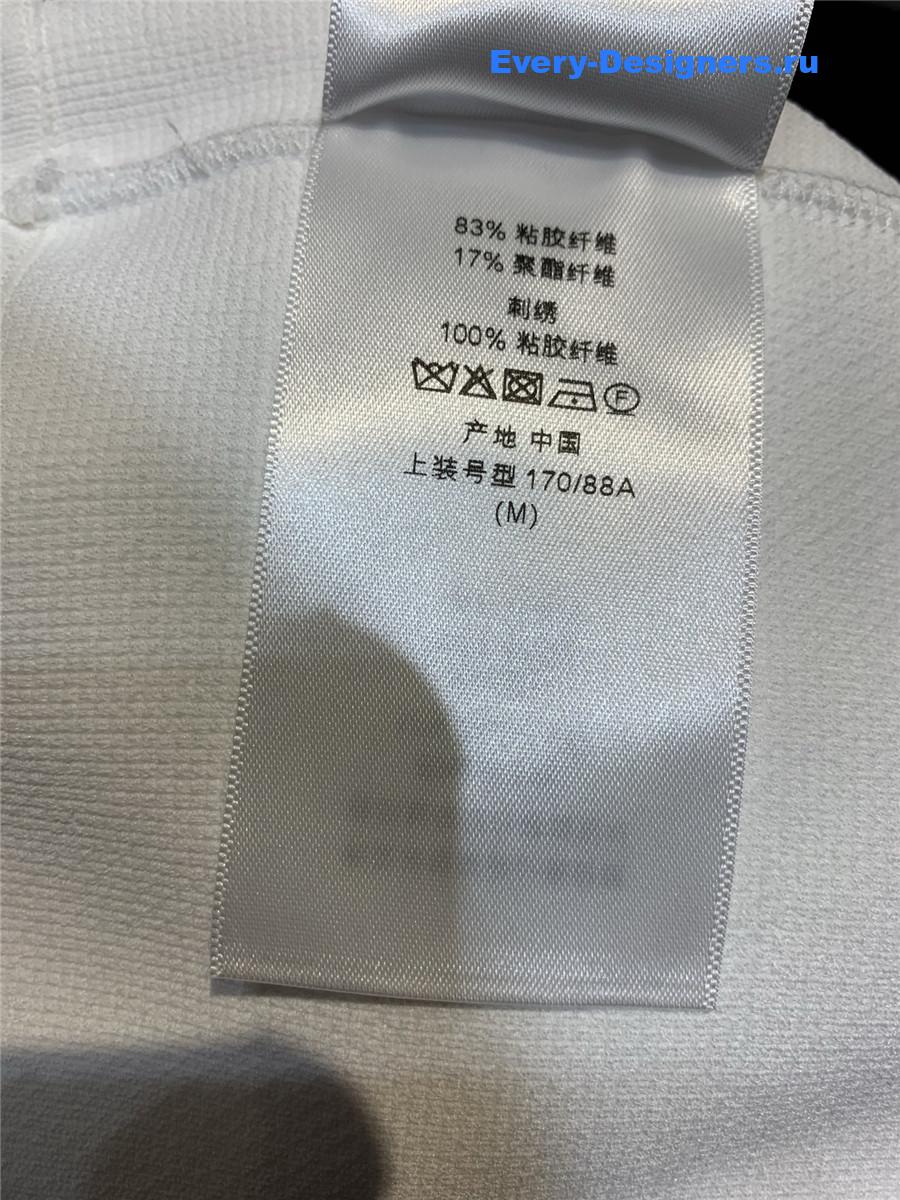 Every-Designers.ru
83% 粘胶纤维
17% 聚酯纤维
刺绣
100% 粘胶纤维
F
产地 中国
上装号型 170/88A
(M)